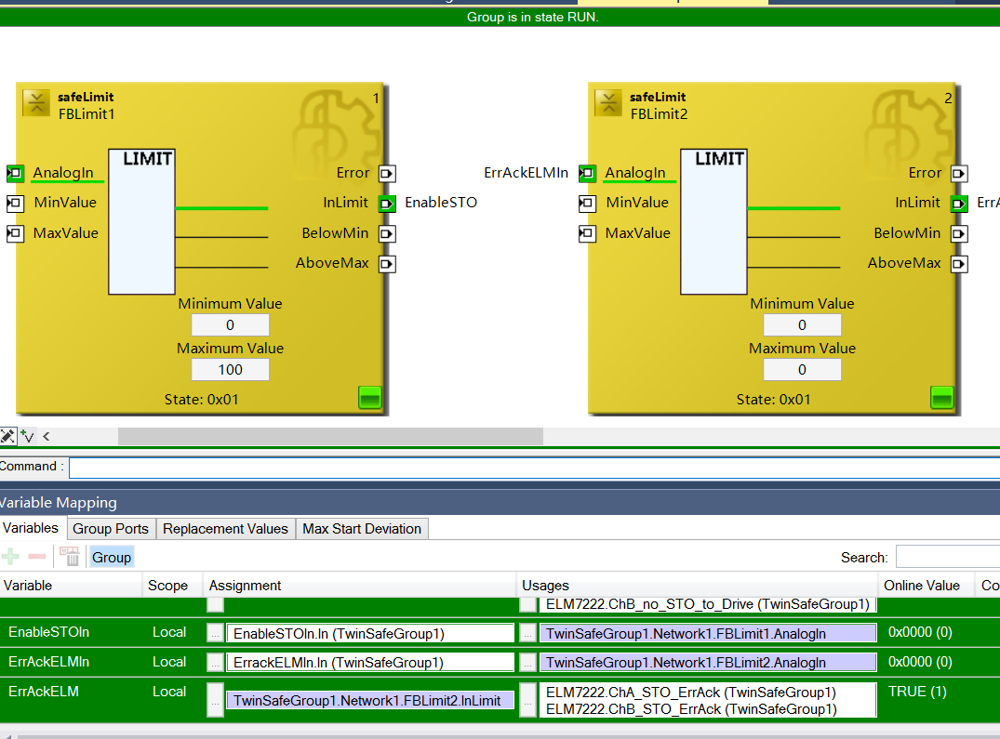 Group is in state RUN.
safeLimit 1
FBLimit1
LIMIT
AnalogIn Error
MinValue InLimit EnableSTO
MaxValue BelowMin
AboveMax
Minimum Value
0
Maximum Value
100
State: 0x01
safeLimit 2
FBLimit2
LIMIT
ErrAckELMIn AnalogIn Error
MinValue InLimit
MaxValue BelowMin
AboveMax
Minimum Value
0
Maximum Value
0
State: 0x01
Command :
Variable Mapping
Variables Group Ports Replacement Values Max Start Deviation
Group Search:
Variable Scope Assignment Usages Online Value Co
ELM7222.ChB_no_STO_to_Drive (TwinSafeGroup1)
EnableSTOIn Local ... EnableSTOIn.In (TwinSafeGroup1) ... TwinSafeGroup1.Network1.FBLimit1.AnalogIn 0x0000 (0)
ErrAckELMIn Local ... ErrackELMIn.In (TwinSafeGroup1) ... TwinSafeGroup1.Network1.FBLimit2.AnalogIn 0x0000 (0)
ErrAckELM Local ... TwinSafeGroup1.Network1.FBLimit2.InLimit ... ELM7222.ChA_STO_ErrAck (TwinSafeGroup1) TRUE (1)
ELM7222.ChB_STO_ErrAck (TwinSafeGroup1)